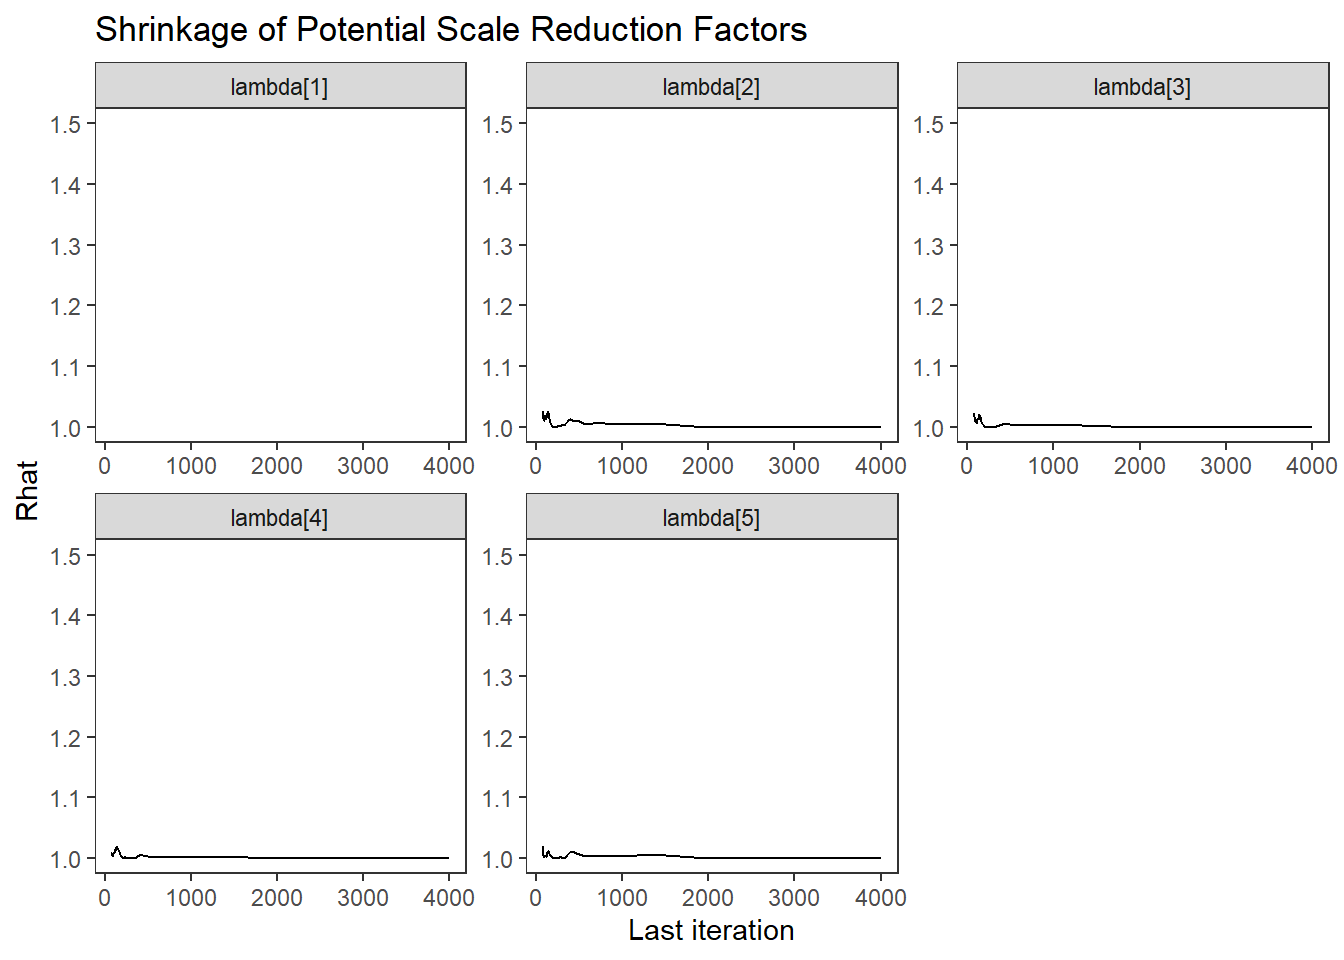 Shrinkage of Potential Scale Reduction Factors
lambda[1] lambda[2] lambda[3]
1.5 1.5 1.5
1.4 1.4 1.4
1.3 1.3 1.3
1.2 1.2 1.2
1.1 1.1 1.1
1.0 1.0 1.0
0 1000 2000 3000 4000 0 1000 2000 3000 4000 0 1000 2000 3000 4000
Rhat
lambda[4] lambda[5]
1.5 1.5
1.4 1.4
1.3 1.3
1.2 1.2
1.1 1.1
1.0 1.0
0 1000 2000 3000 4000 0 1000 2000 3000 4000
Last iteration